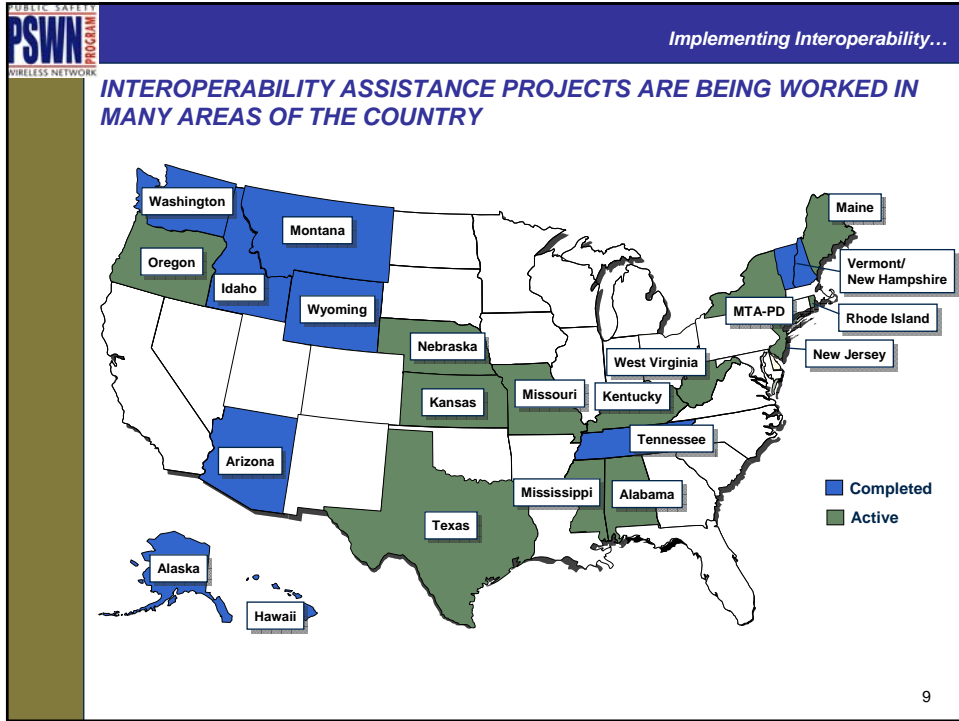 PUBLIC SAFETY
PSWN
PROGRAM
WIRELESS NETWORK
Implementing Interoperability…
INTEROPERABILITY ASSISTANCE PROJECTS ARE BEING WORKED IN
MANY AREAS OF THE COUNTRY
Washington
Montana
Oregon
Idaho
Wyoming
Nebraska
Kansas
Missouri
West Virginia
Kentucky
Tennessee
Arizona
Mississippi
Alabama
Texas
Alaska
Hawaii
Maine
Vermont/
New Hampshire
MTA-PD
Rhode Island
New Jersey
Completed
Active
9